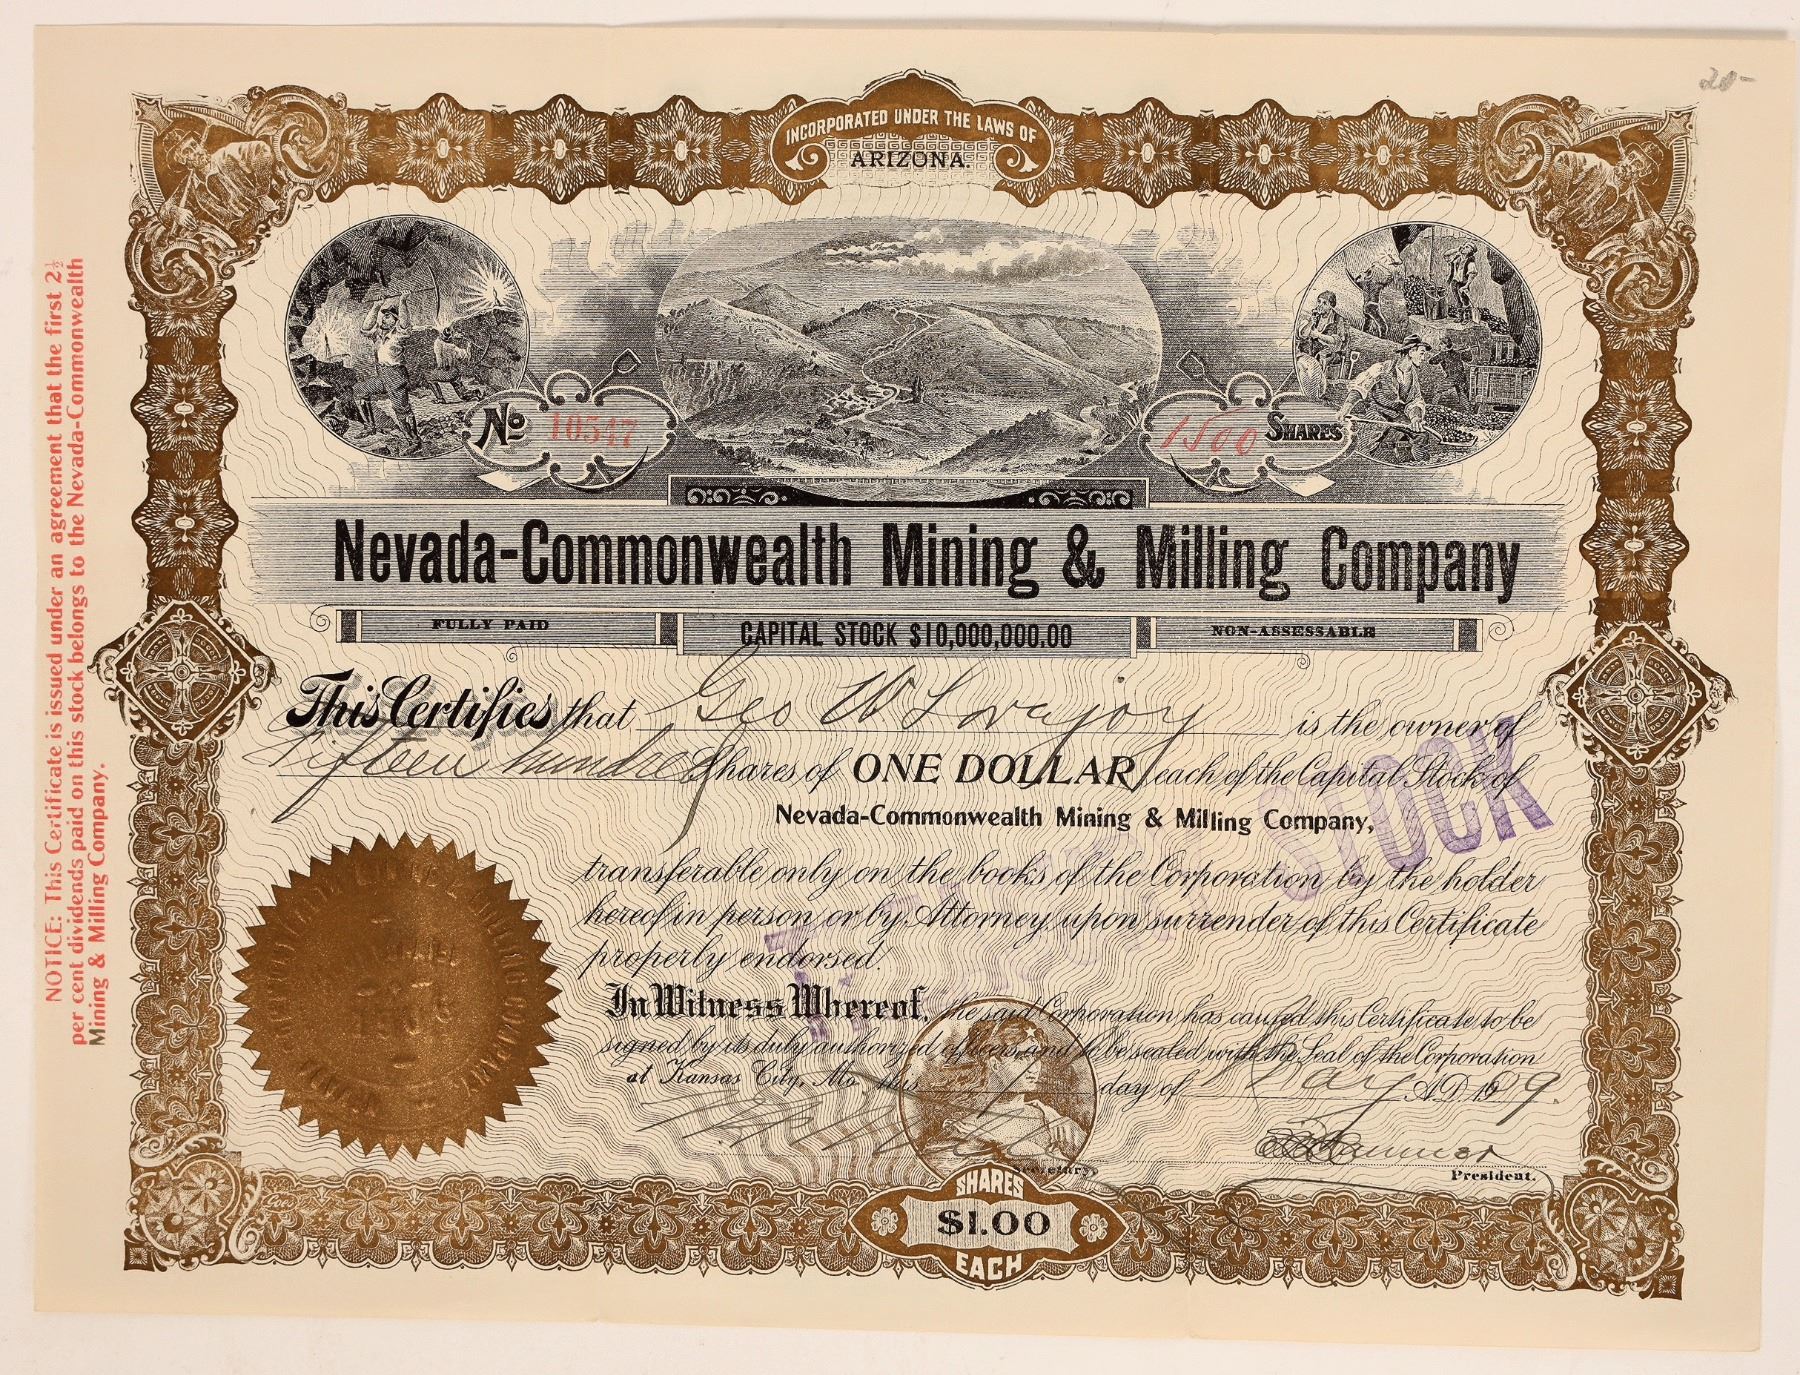 20-
INCORPORATED UNDER THE LAWS OF
ARIZONA.
No 10547
1500 SHARES
Nevada-Commonwealth Mining & Milling Company
FULLY PAID
CAPITAL STOCK $10,000,000.00
NON-ASSESSABLE
This Certifies that Geo W Lovejoy is the owner of
Fifteen Hundred Shares of ONE DOLLAR each of the Capital Stock of
Nevada-Commonwealth Mining & Milling Company,
transferable only on the books of the Corporation by the holder
hereof in person or by Attorney upon surrender of this Certificate
properly endorsed.
STOCK
In Witness Whereof, the said Corporation has caused this Certificate to be
signed by its duly authorized officers and to be sealed with the Seal of the Corporation
at Kansas City, Mo. this day of May A.D. 1909.
Secretary.
President.
SHARES
$1.00
EACH
Goes
NOTICE: This Certificate is issued under an agreement that the first 2½
per cent dividends paid on this stock belongs to the Nevada-Commonwealth
Mining & Milling Company.